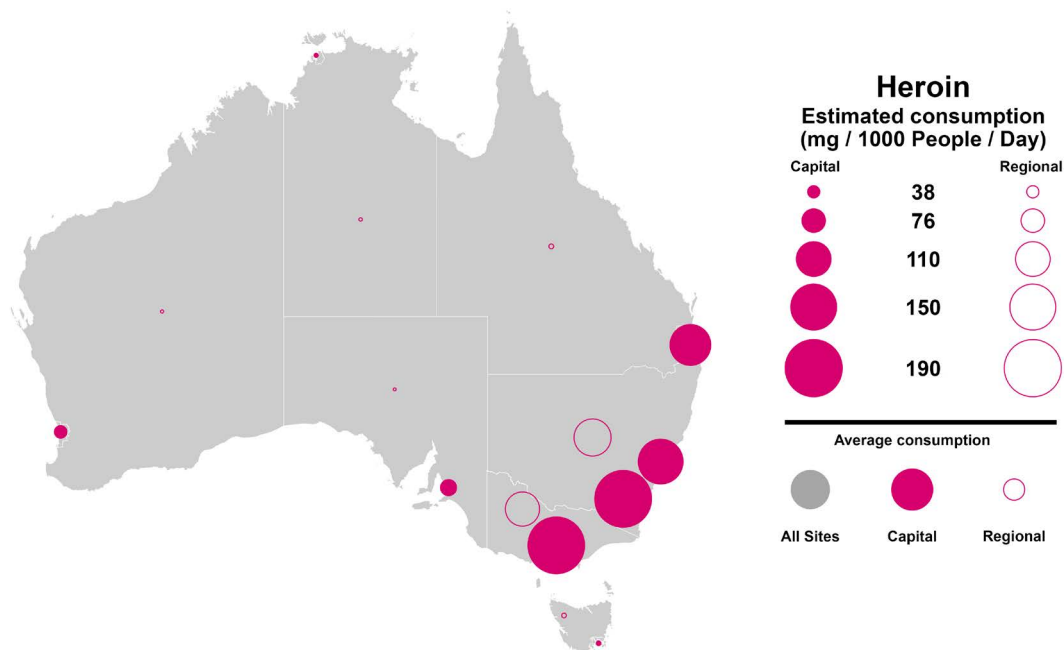 Heroin
Estimated consumption
(mg / 1000 People / Day)
Capital
Regional
38
76
110
150
190
Average consumption
All Sites
Capital
Regional